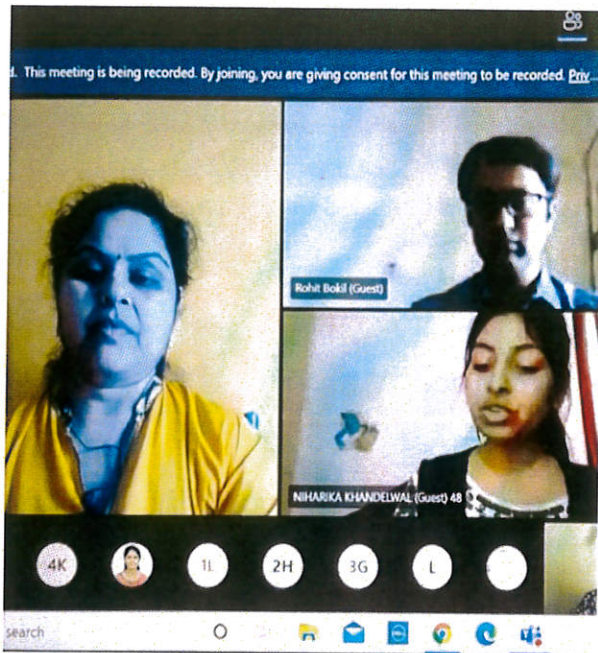 d. This meeting is being recorded. By joining, you are giving consent for this meeting to be recorded. Priv...
Rohit Bokil (Guest)
NIHARIKA KHANDELWAL (Guest) 48
4K
1L
2H
3G
L
search